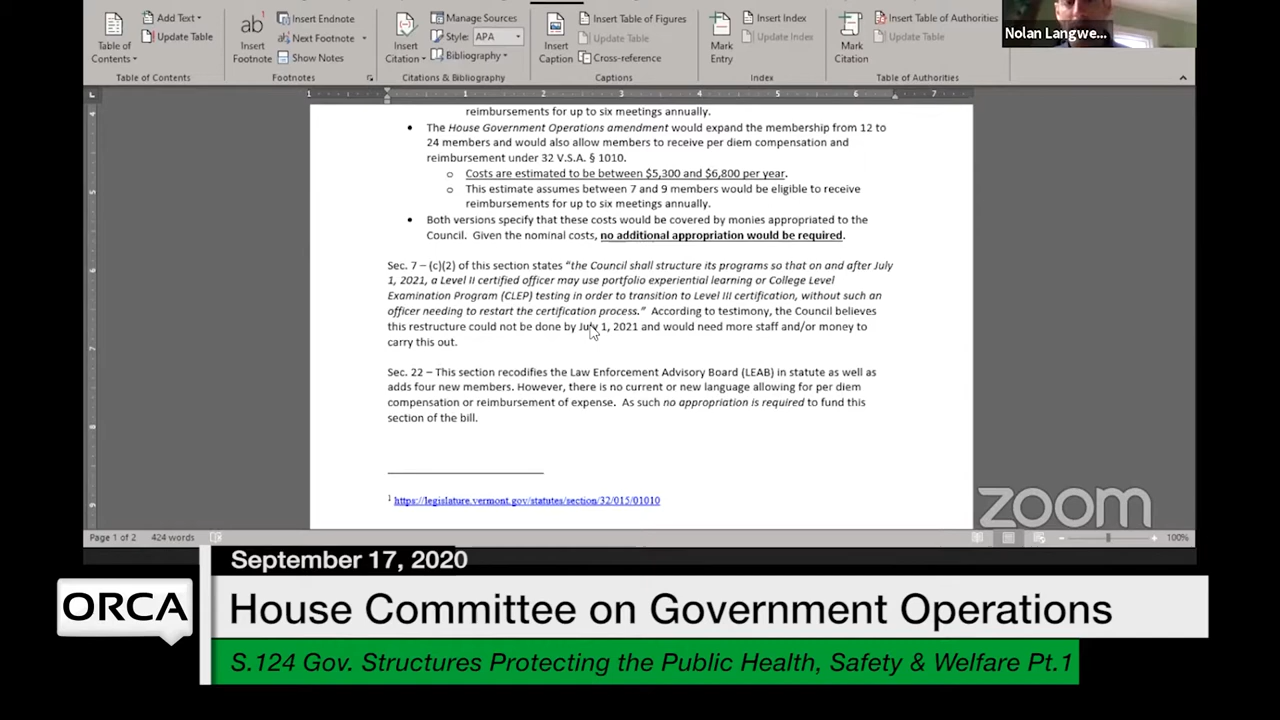 Add Text
Update Table
Table of
Contents
Table of Contents
ab
Insert
Footnote
Insert Endnote
Next Footnote
Show Notes
Footnotes
Insert
Citation
Manage Sources
Style: APA
Bibliography
Citations & Bibliography
Insert
Caption
Insert Table of Figures
Update Table
Cross-reference
Captions
Mark
Entry
Insert Index
Update Index
Index
Mark
Citation
Insert Table of Authorities
Update Table
Table of Authorities
Nolan Langwe...
1 1 2 3 4 5 6 7
reimbursements for up to six meetings annually.
• The House Government Operations amendment would expand the membership from 12 to
24 members and would also allow members to receive per diem compensation and
reimbursement under 32 V.S.A. § 1010.
o Costs are estimated to be between $5,300 and $6,800 per year.
o This estimate assumes between 7 and 9 members would be eligible to receive
reimbursements for up to six meetings annually.
• Both versions specify that these costs would be covered by monies appropriated to the
Council. Given the nominal costs, no additional appropriation would be required.
Sec. 7 – (c)(2) of this section states “the Council shall structure its programs so that on and after July
1, 2021, a Level II certified officer may use portfolio experiential learning or College Level
Examination Program (CLEP) testing in order to transition to Level III certification, without such an
officer needing to restart the certification process.” According to testimony, the Council believes
this restructure could not be done by July 1, 2021 and would need more staff and/or money to
carry this out.
Sec. 22 – This section recodifies the Law Enforcement Advisory Board (LEAB) in statute as well as
adds four new members. However, there is no current or new language allowing for per diem
compensation or reimbursement of expense. As such no appropriation is required to fund this
section of the bill.
1 https://legislature.vermont.gov/statutes/section/32/015/01010
zoom
Page 1 of 2 424 words 100%
September 17, 2020
ORCA
House Committee on Government Operations
S.124 Gov. Structures Protecting the Public Health, Safety & Welfare Pt.1